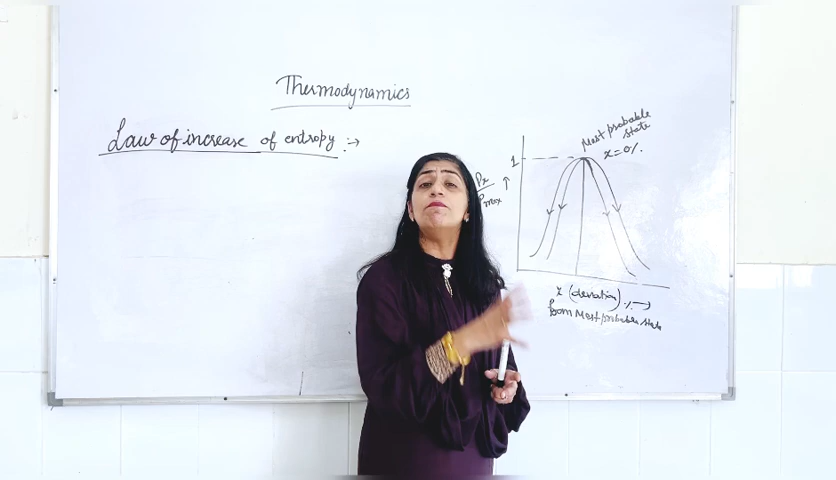 Thermodynamics
Law of increase of entropy :→
Most probable
state
x = 0%.
1
Px
Pmax
x (deviation) %. →
from Most probable state